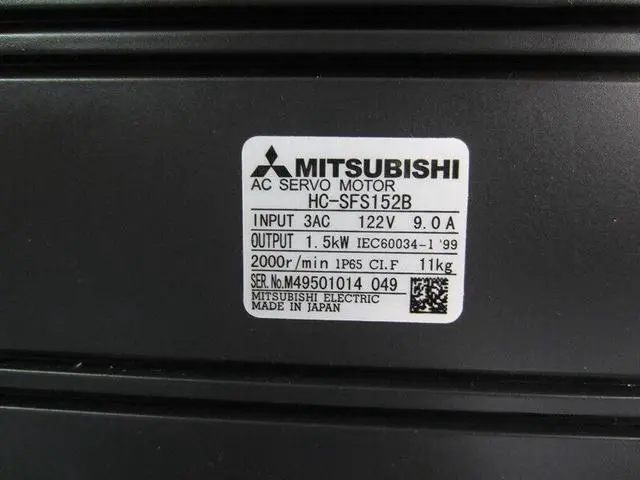 MITSUBISHI
AC SERVO MOTOR
HC-SFS152B
INPUT 3AC 122V 9.0A
OUTPUT 1.5kW IEC60034-1 '99
2000r/min IP65 CI.F 11kg
SER.No.M49501014 049
MITSUBISHI ELECTRIC
MADE IN JAPAN